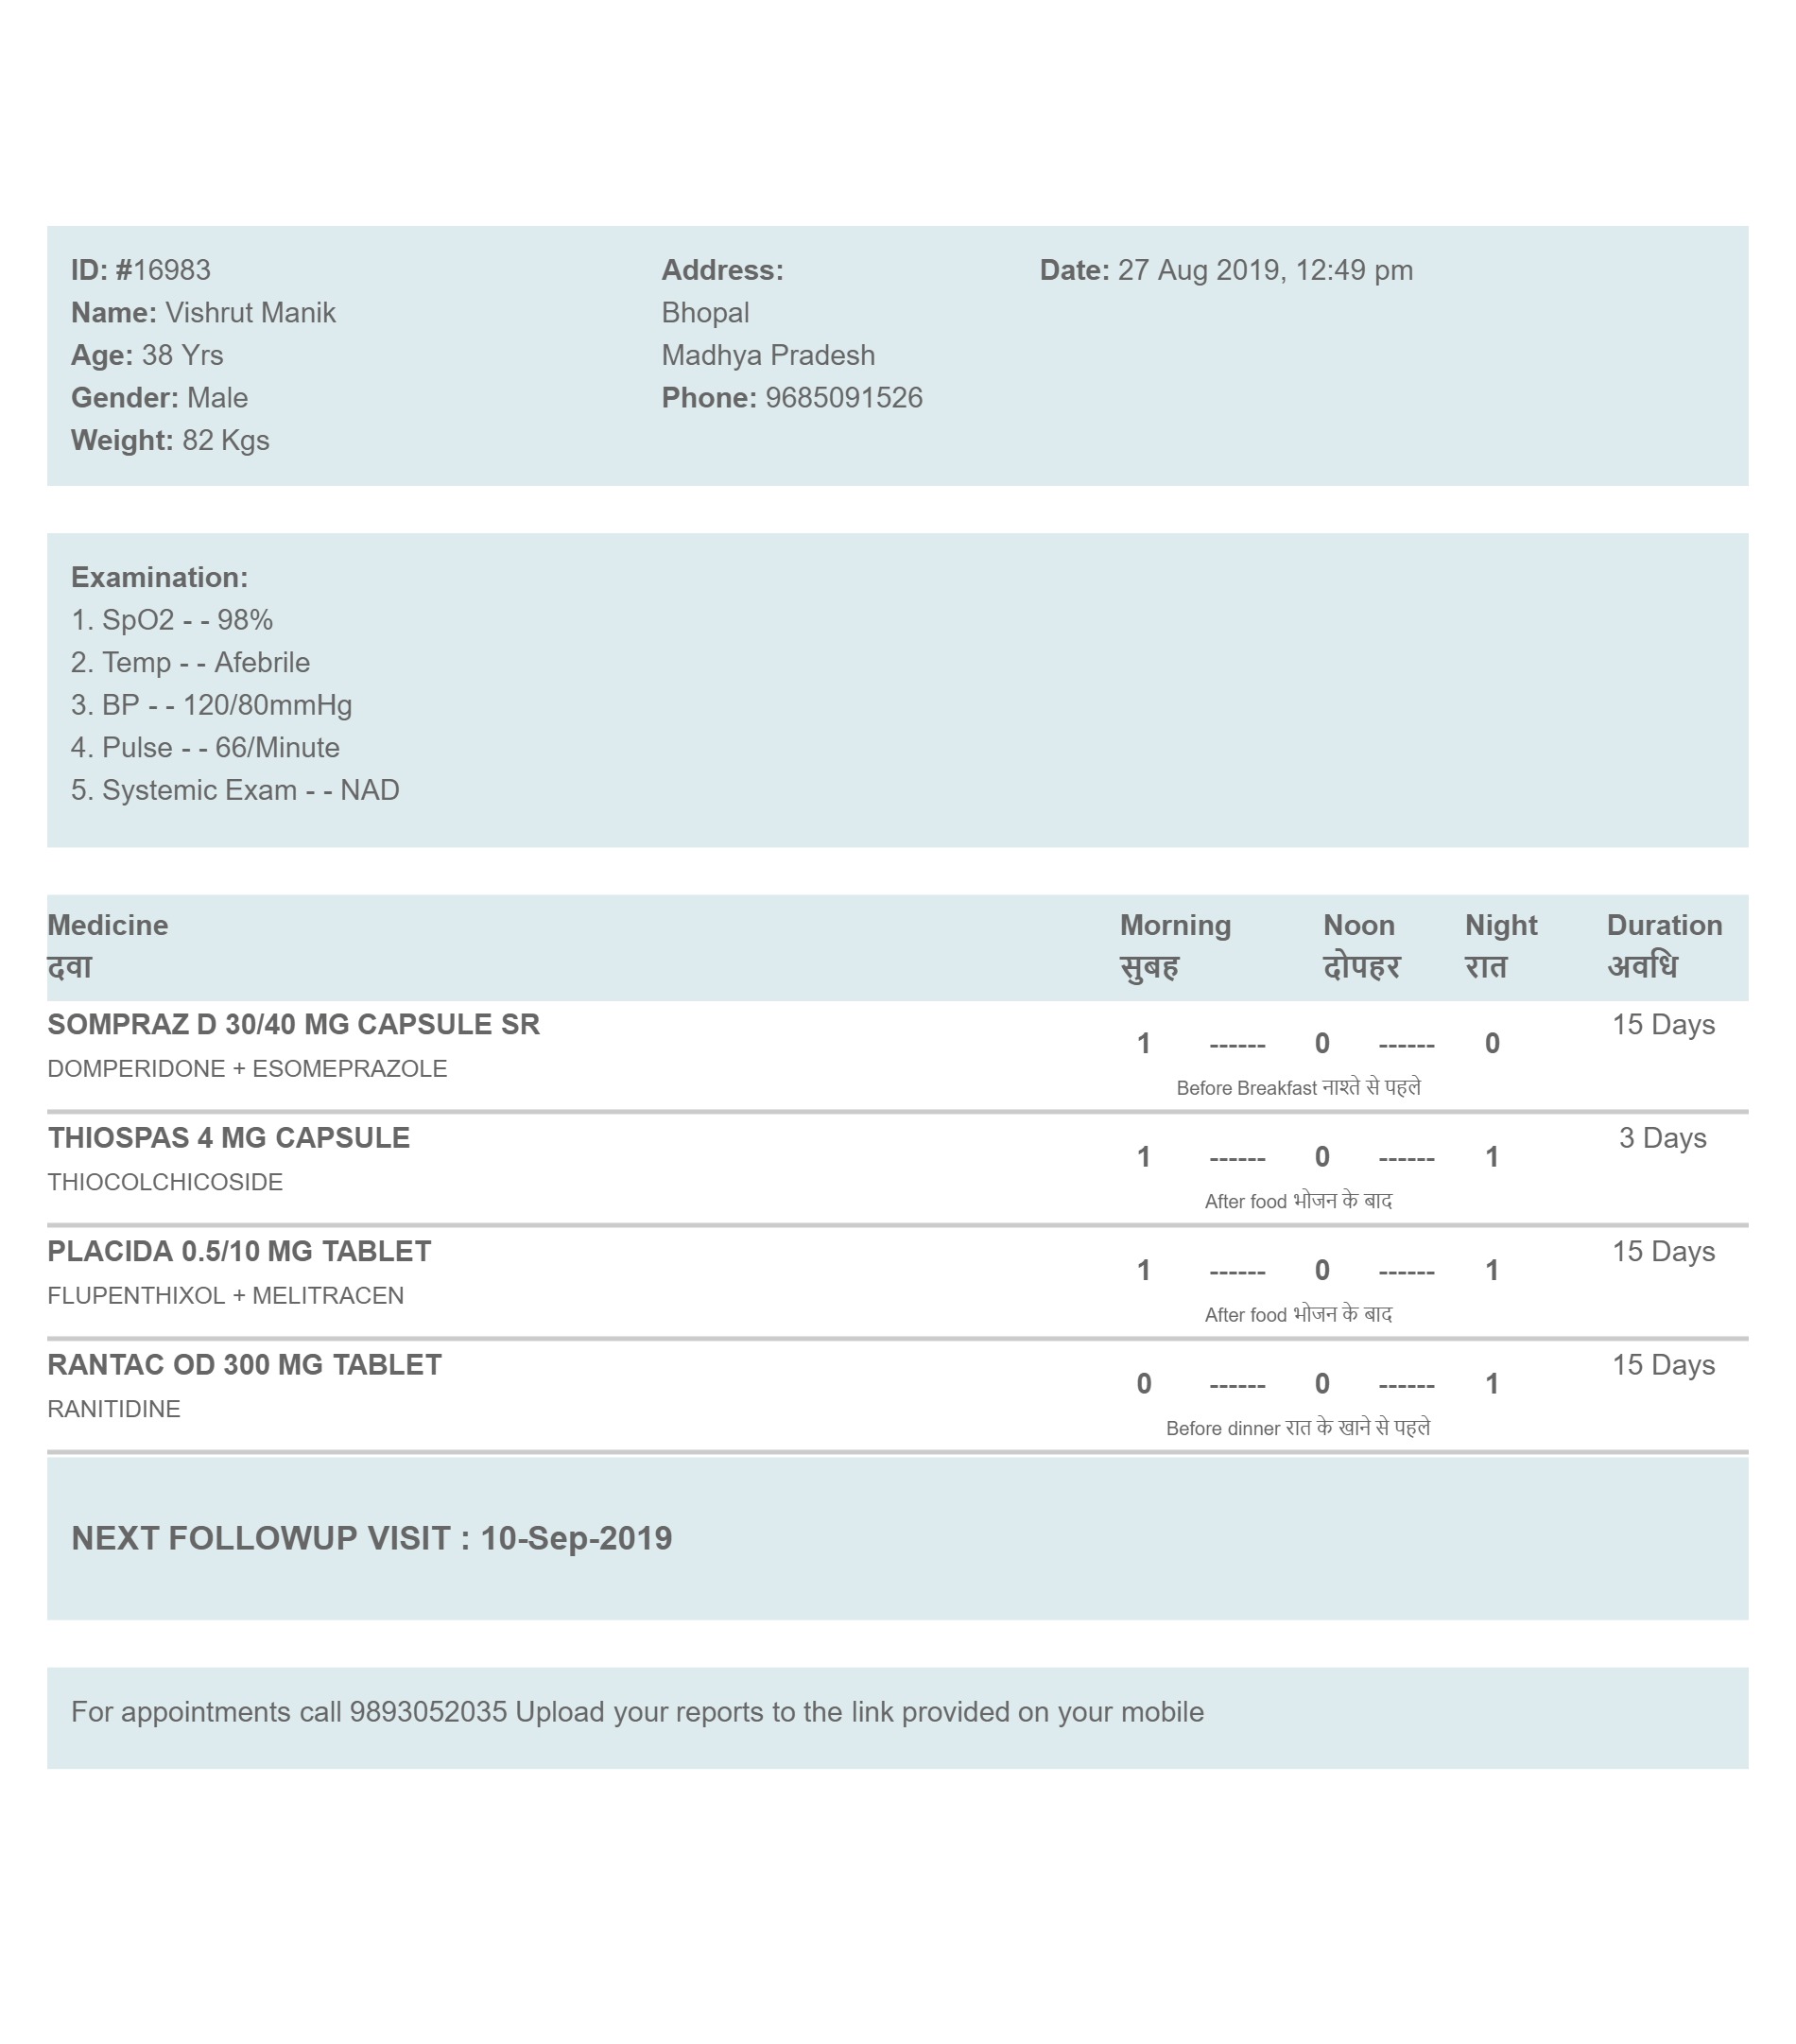 ID: #16983 Address: Date: 27 Aug 2019, 12:49 pm
Name: Vishrut Manik Bhopal
Age: 38 Yrs Madhya Pradesh
Gender: Male Phone: 9685091526
Weight: 82 Kgs
Examination:
1. SpO2 - - 98%
2. Temp - - Afebrile
3. BP - - 120/80mmHg
4. Pulse - - 66/Minute
5. Systemic Exam - - NAD
Medicine Morning Noon Night Duration
दवा सुबह दोपहर रात अवधि
SOMPRAZ D 30/40 MG CAPSULE SR 15 Days
1 ------ 0 ------ 0
DOMPERIDONE + ESOMEPRAZOLE
Before Breakfast नाश्ते से पहले
THIOSPAS 4 MG CAPSULE 3 Days
1 ------ 0 ------ 1
THIOCOLCHICOSIDE
After food भोजन के बाद
PLACIDA 0.5/10 MG TABLET 15 Days
1 ------ 0 ------ 1
FLUPENTHIXOL + MELITRACEN
After food भोजन के बाद
RANTAC OD 300 MG TABLET 15 Days
0 ------ 0 ------ 1
RANITIDINE
Before dinner रात के खाने से पहले
NEXT FOLLOWUP VISIT : 10-Sep-2019
For appointments call 9893052035 Upload your reports to the link provided on your mobile